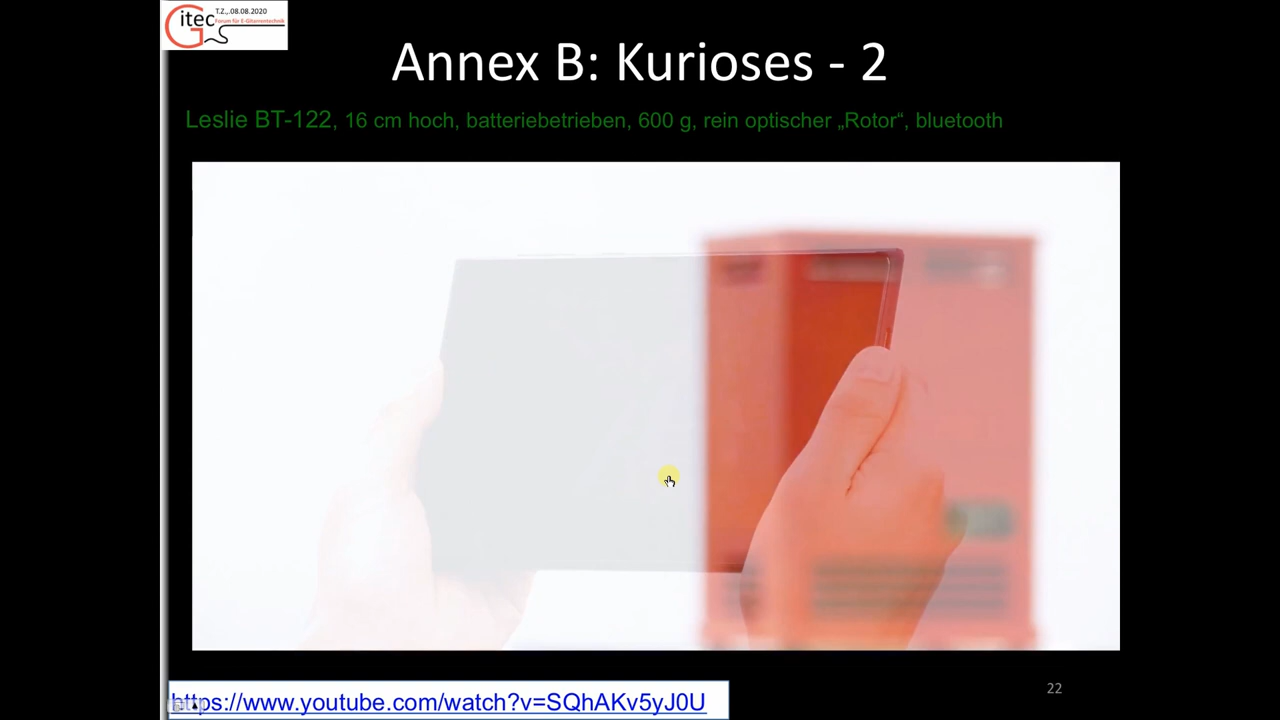 T.Z.,.08.08.2020
Gitec
Forum für E-Gitarrentechnik
Annex B: Kurioses - 2
Leslie BT-122, 16 cm hoch, batteriebetrieben, 600 g, rein optischer „Rotor“, bluetooth
https://www.youtube.com/watch?v=SQhAKv5yJ0U
22